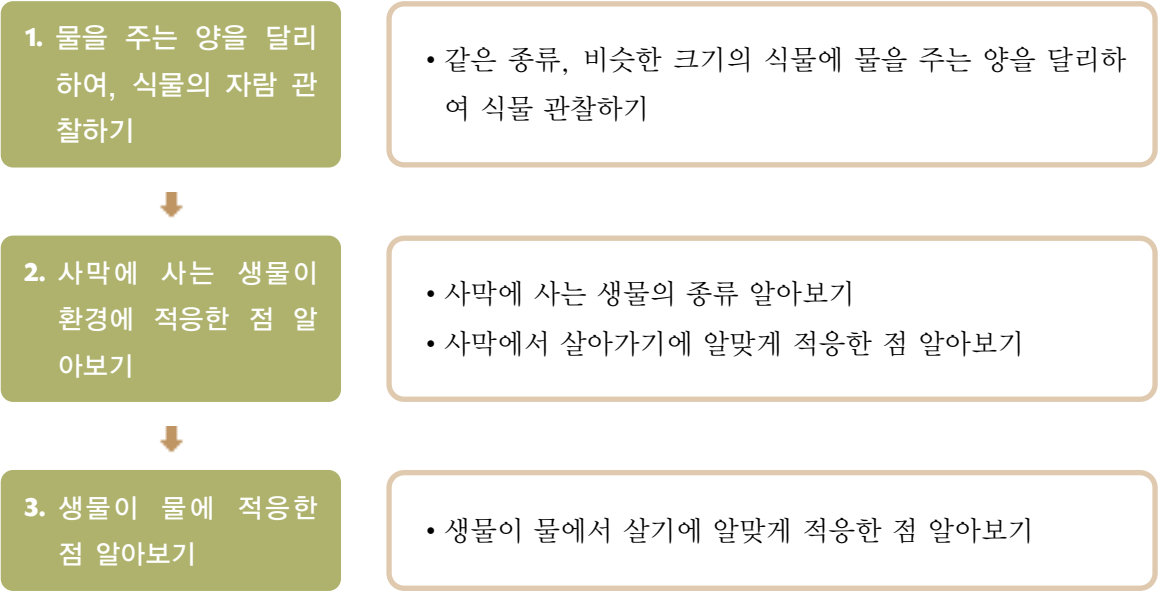 1. 물을 주는 양을 달리
하여, 식물의 자람 관
찰하기
• 같은 종류, 비슷한 크기의 식물에 물을 주는 양을 달리하
여 식물 관찰하기
2. 사막에 사는 생물이
환경에 적응한 점 알
아보기
• 사막에 사는 생물의 종류 알아보기
• 사막에서 살아가기에 알맞게 적응한 점 알아보기
3. 생물이 물에 적응한
점 알아보기
• 생물이 물에서 살기에 알맞게 적응한 점 알아보기